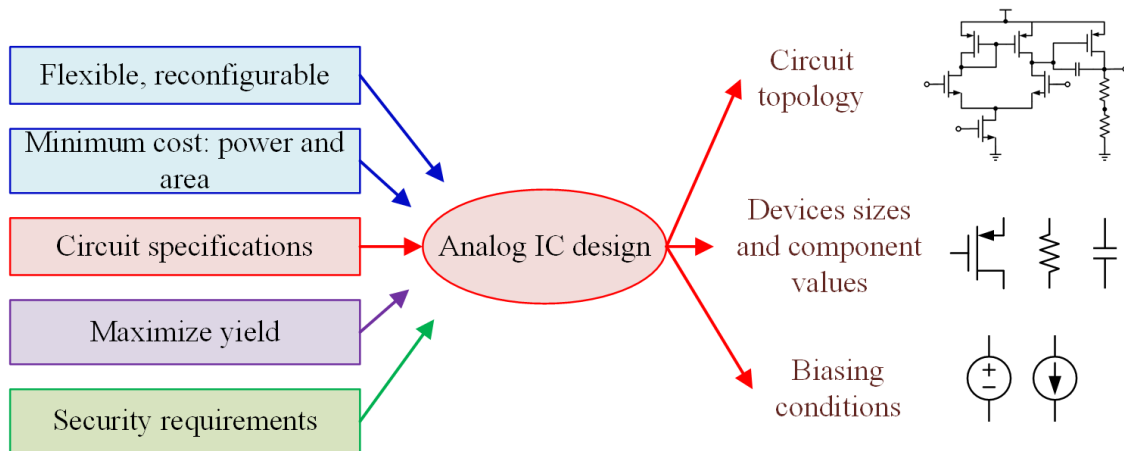 Flexible, reconfigurable
Minimum cost: power and
area
Circuit specifications
Maximize yield
Security requirements
Analog IC design
Circuit
topology
Devices sizes
and component
values
Biasing
conditions